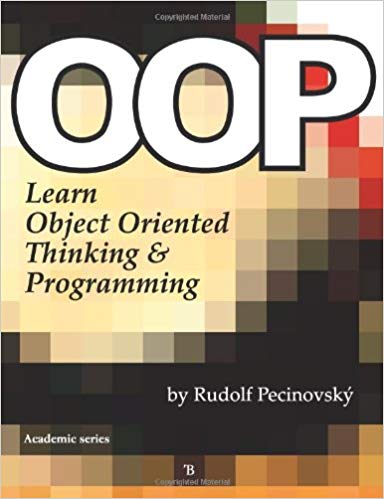 OOP
Learn
Object Oriented
Thinking &
Programming
by Rudolf Pecinovský
Academic series
B